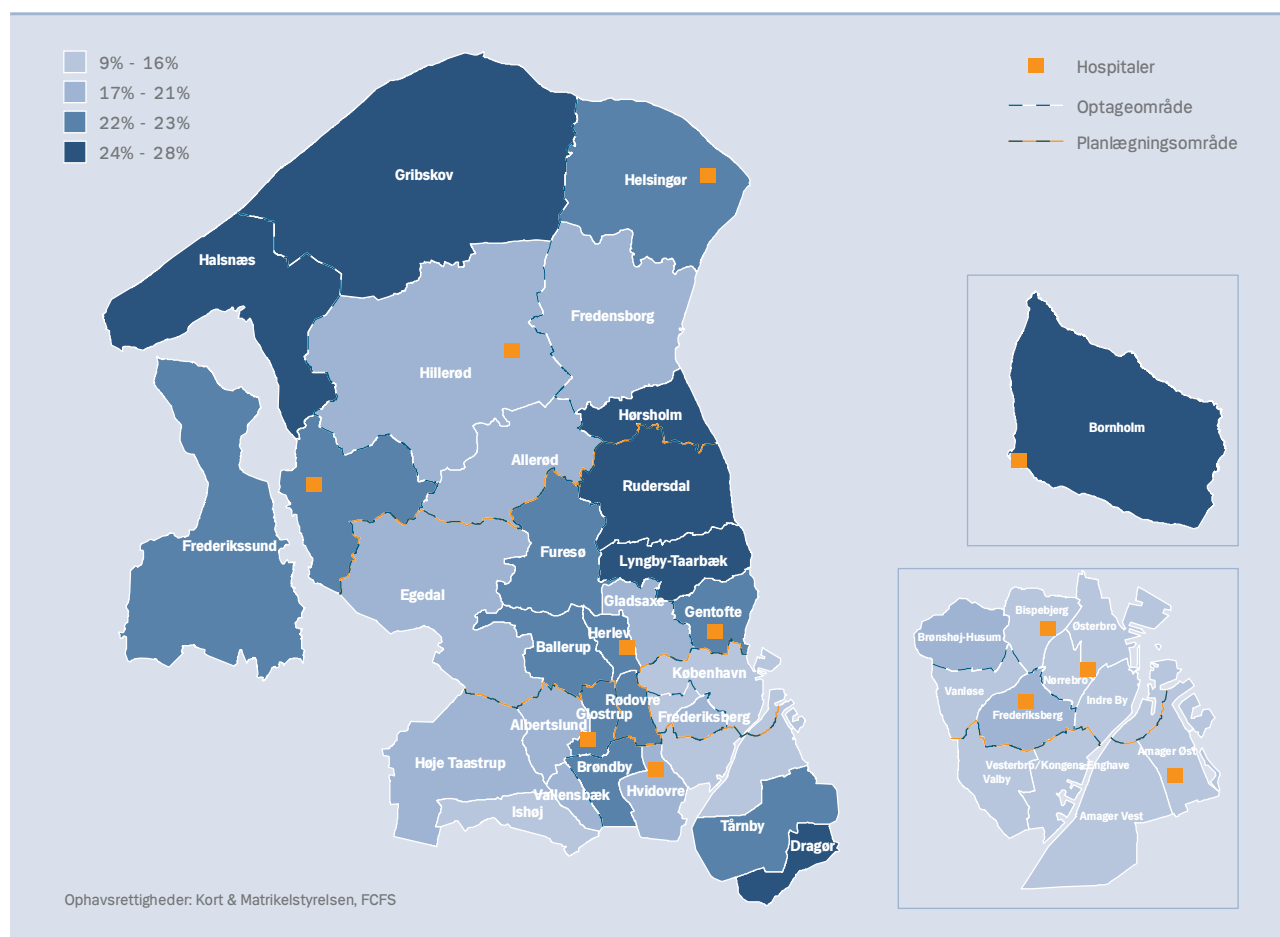 9% - 16%
17% - 21%
22% - 23%
24% - 28%
Hospitaler
Optageområde
Planlægningsområde
Gribskov
Helsingør
Halsnæs
Fredensborg
Hillerød
Hørsholm
Allerød
Rudersdal
Frederikssund
Furesø
Lyngby-Taarbæk
Egedal
Gladsaxe
Gentofte
Herlev
Ballerup
København
Rødovre
Glostrup
Frederiksberg
Albertslund
Høje Taastrup
Brøndby
Vallensbæk
Hvidovre
Ishøj
Tårnby
Dragør
Bornholm
Bispebjerg
Østerbro
Brønshøj-Husum
Nørrebro
Vanløse
Indre By
Frederiksberg
Amager Øst
Vesterbro/Kongens Enghave
Valby
Amager Vest
Ophavsrettigheder: Kort & Matrikelstyrelsen, FCFS